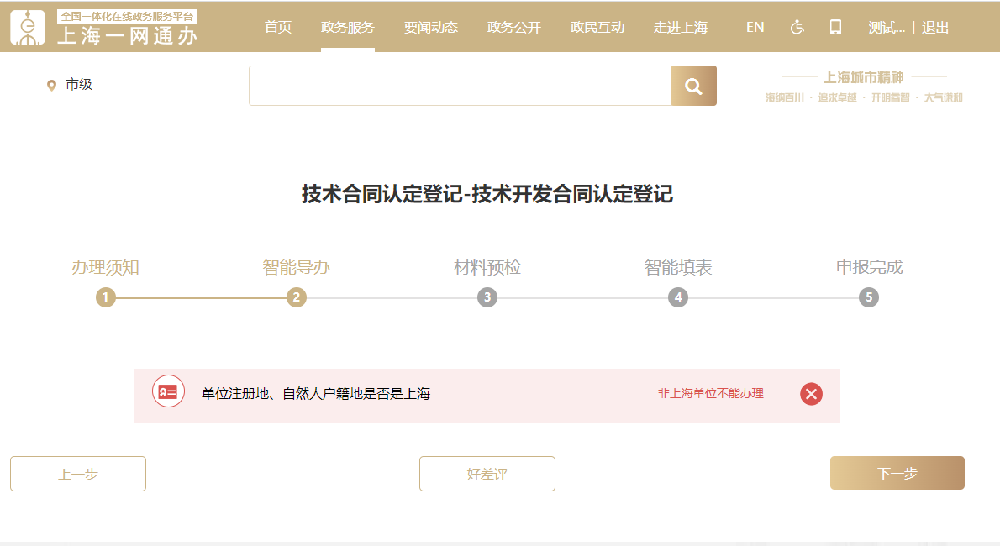 全国一体化在线政务服务平台
上海一网通办
首页 政务服务 要闻动态 政务公开 政民互动 走进上海 EN 测试... | 退出
市级
上海城市精神
海纳百川 · 追求卓越 · 开明睿智 · 大气谦和
技术合同认定登记-技术开发合同认定登记
办理须知 智能导办 材料预检 智能填表 申报完成
1 2 3 4 5
单位注册地、自然人户籍地是否是上海 非上海单位不能办理
上一步 好差评 下一步